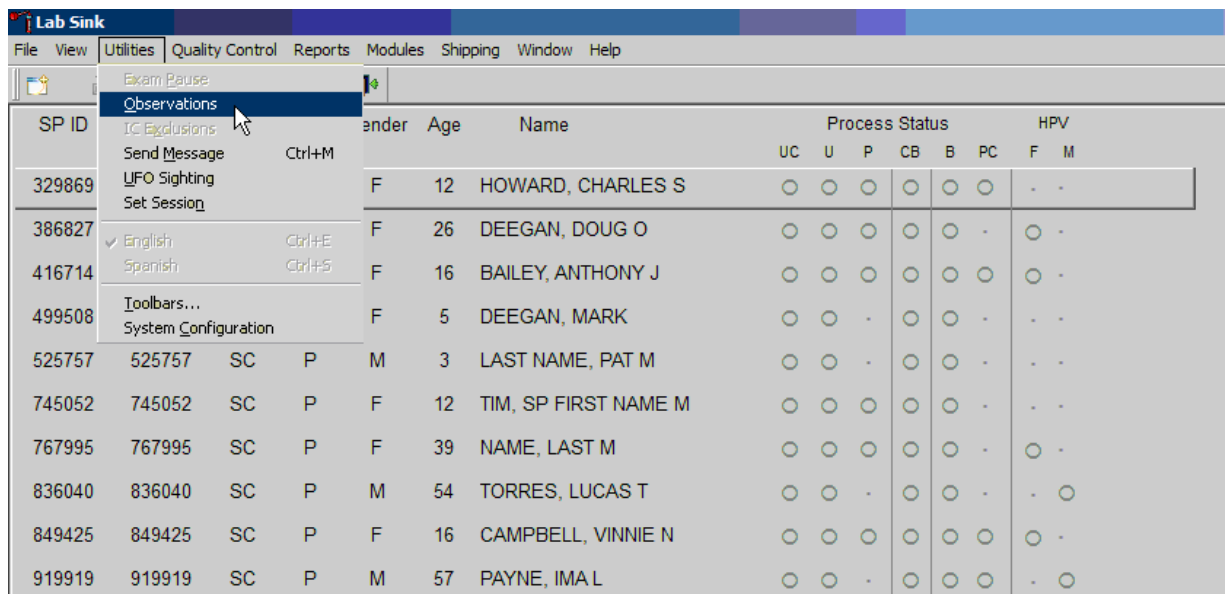 Lab Sink
File View Utilities Quality Control Reports Modules Shipping Window Help
Exam Pause
Observations
IC Exclusions
Send Message Ctrl+M
UFO Sighting
Set Session
English Ctrl+E
Spanish Ctrl+S
Toolbars...
System Configuration
SP ID ender Age Name Process Status HPV
UC U P CB B PC F M
329869 F 12 HOWARD, CHARLES S
386827 F 26 DEEGAN, DOUG O
416714 F 16 BAILEY, ANTHONY J
499508 F 5 DEEGAN, MARK
525757 525757 SC P M 3 LAST NAME, PAT M
745052 745052 SC P F 12 TIM, SP FIRST NAME M
767995 767995 SC P F 39 NAME, LAST M
836040 836040 SC P M 54 TORRES, LUCAS T
849425 849425 SC P F 16 CAMPBELL, VINNIE N
919919 919919 SC P M 57 PAYNE, IMA L